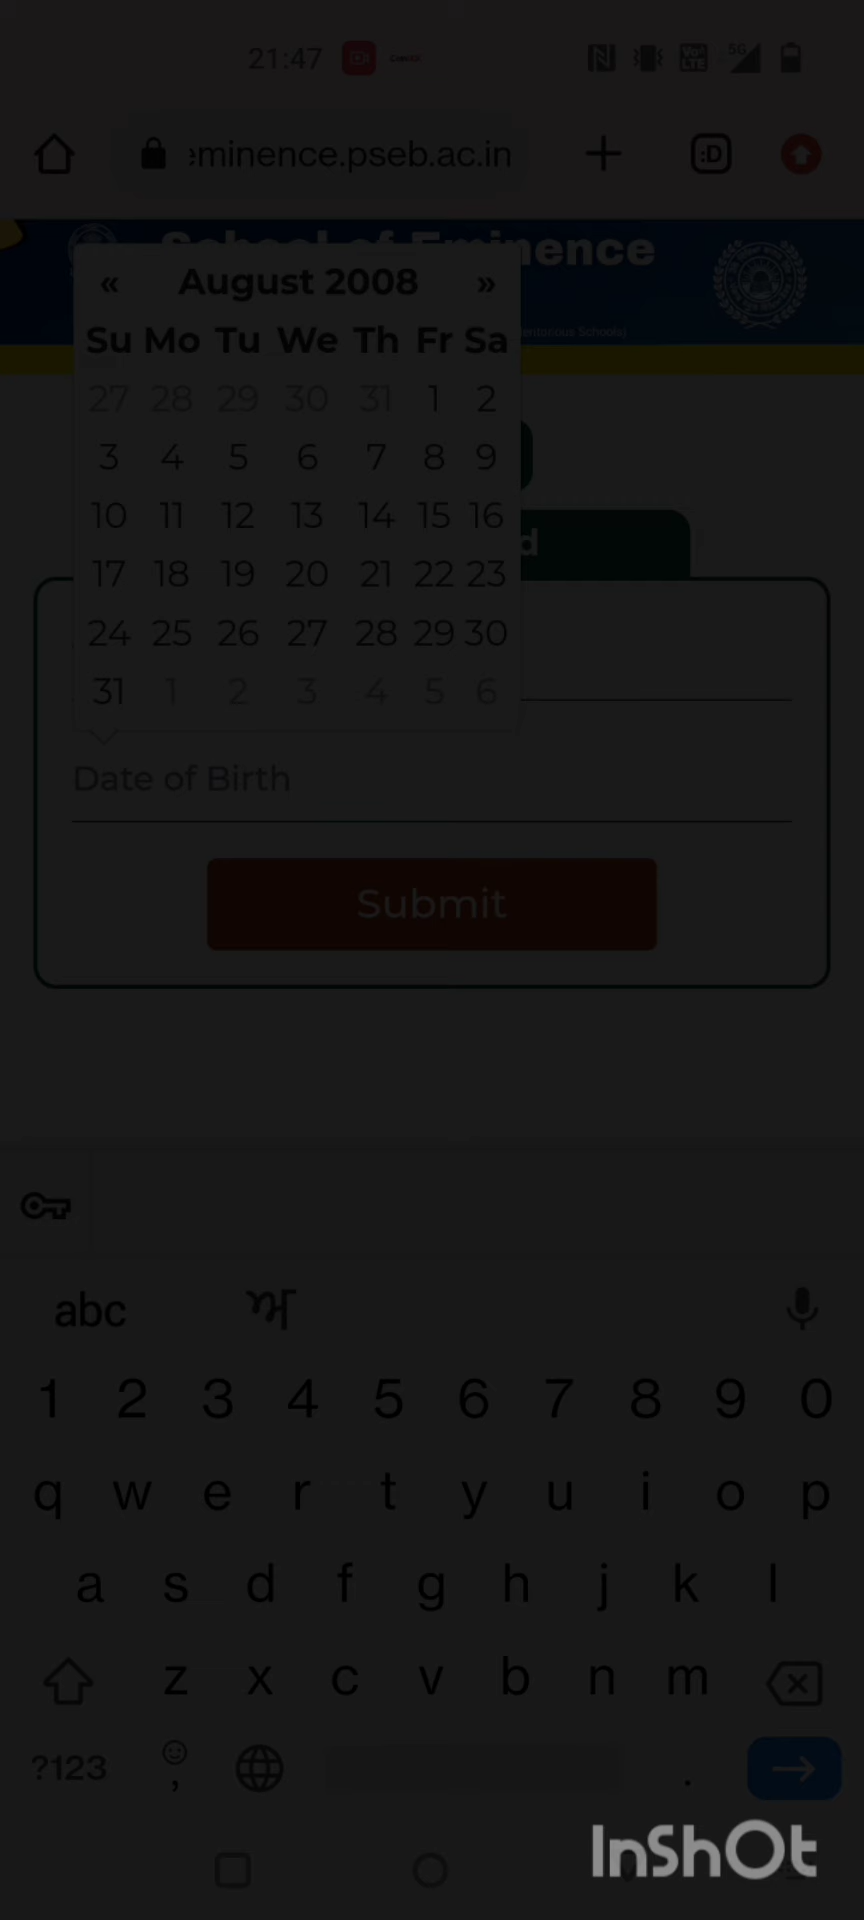 21:47
5G
Vo LTE
eminence.pseb.ac.in
:D
School of Eminence
« August 2008 »
Su Mo Tu We Th Fr Sa
27 28 29 30 31 1 2
3 4 5 6 7 8 9
10 11 12 13 14 15 16
17 18 19 20 21 22 23
24 25 26 27 28 29 30
31 1 2 3 4 5 6
d
Date of Birth
Submit
abc ਅ
1 2 3 4 5 6 7 8 9 0
q w e r t y u i o p
a s d f g h j k l
z x c v b n m
?123 , .
InShOt